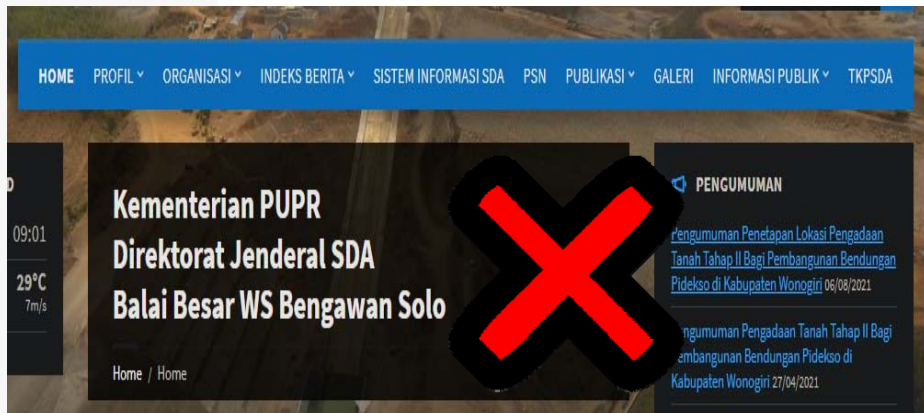 HOME PROFIL ORGANISASI INDEKS BERITA SISTEM INFORMASI SDA PSN PUBLIKASI GALERI INFORMASI PUBLIK TKPSDA
09:01
29°C
7m/s
Kementerian PUPR
Direktorat Jenderal SDA
Balai Besar WS Bengawan Solo
Home / Home
PENGUMUMAN
Pengumuman Penetapan Lokasi Pengadaan
Tanah Tahap II Bagi Pembangunan Bendungan
Pidekso di Kabupaten Wonogiri 06/08/2021
Pengumuman Pengadaan Tanah Tahap II Bagi
Pembangunan Bendungan Pidekso di
Kabupaten Wonogiri 27/04/2021